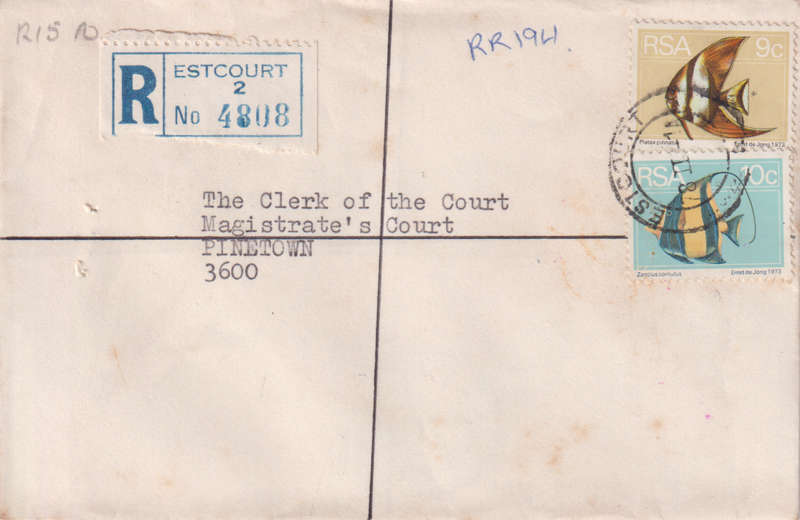 R15
RR194.
R
ESTCOURT
2
No 4808
RSA 9c
Platax pinnatus Ernst de Jong 1973
RSA 10c
Zanclus cornutus Ernst de Jong 1973
ESTCOURT
The Clerk of the Court
Magistrate's Court
PINETOWN
3600